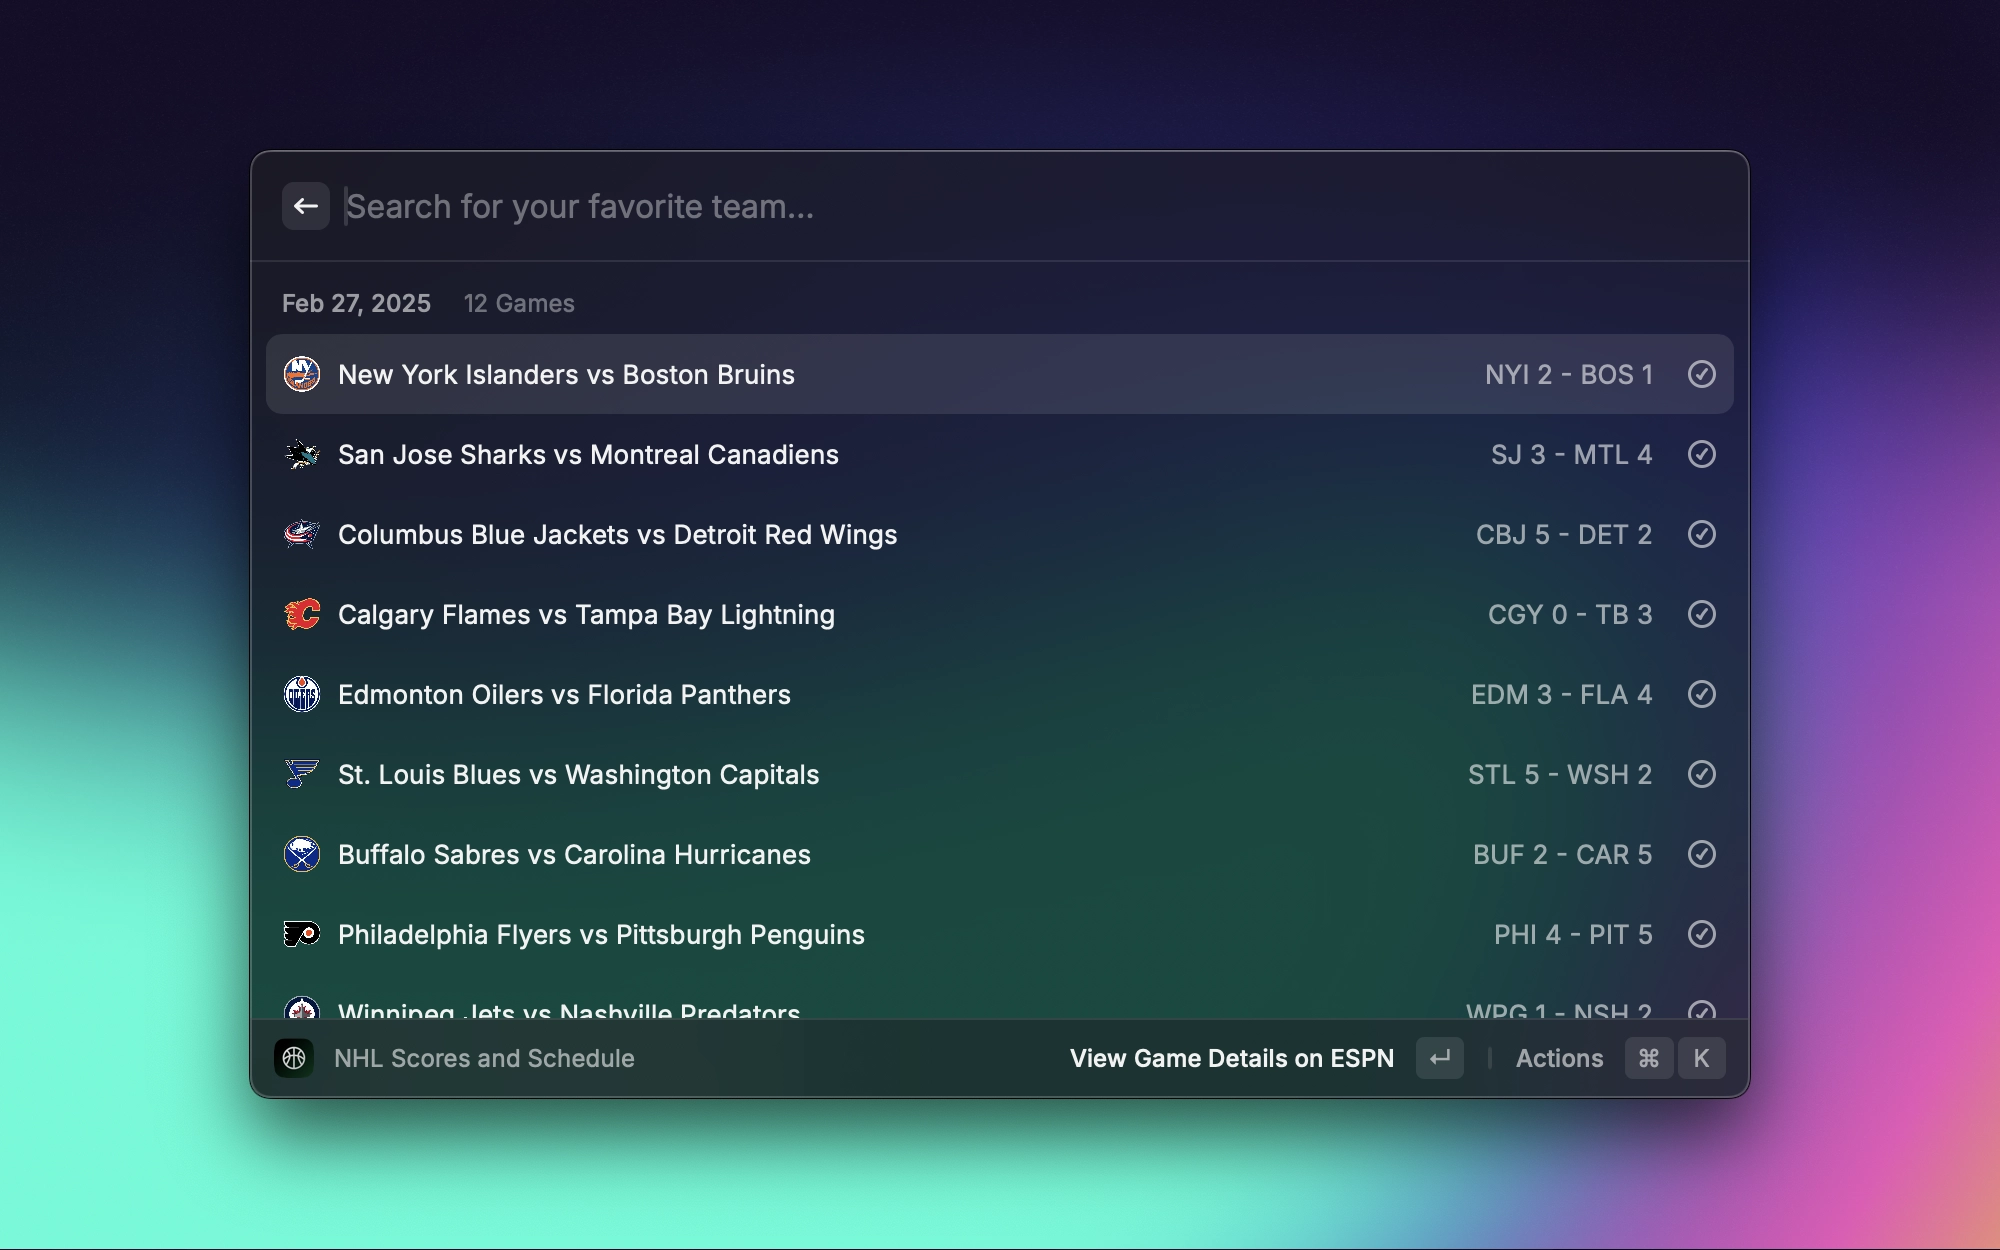 Search for your favorite team...
Feb 27, 2025 12 Games
New York Islanders vs Boston Bruins NYI 2 - BOS 1
San Jose Sharks vs Montreal Canadiens SJ 3 - MTL 4
Columbus Blue Jackets vs Detroit Red Wings CBJ 5 - DET 2
Calgary Flames vs Tampa Bay Lightning CGY 0 - TB 3
Edmonton Oilers vs Florida Panthers EDM 3 - FLA 4
St. Louis Blues vs Washington Capitals STL 5 - WSH 2
Buffalo Sabres vs Carolina Hurricanes BUF 2 - CAR 5
Philadelphia Flyers vs Pittsburgh Penguins PHI 4 - PIT 5
Winnipeg Jets vs Nashville Predators WPG 1 - NSH 2
NHL Scores and Schedule View Game Details on ESPN ↵ Actions ⌘ K